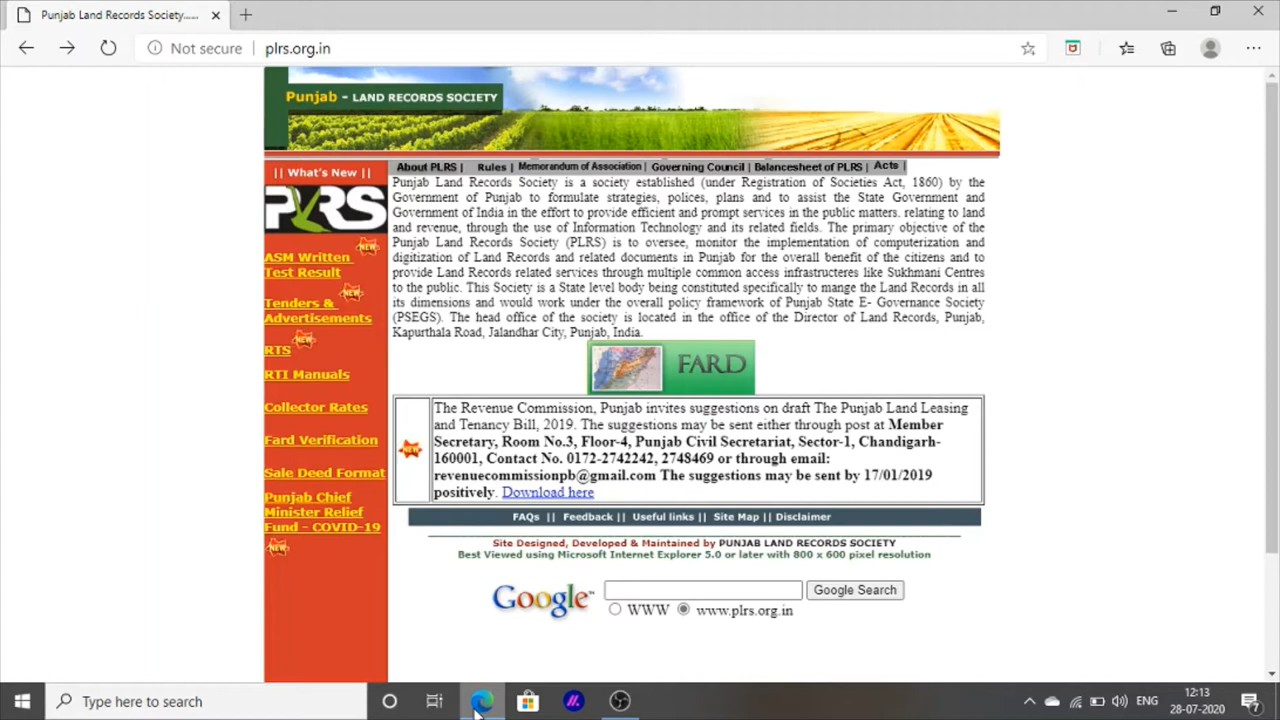 Punjab Land Records Society......
Not secure
plrs.org.in
Punjab - LAND RECORDS SOCIETY
|| What's New ||
PLRS
ASM Written
Test Result
NEW
Tenders &
Advertisements
NEW
RTS
NEW
RTI Manuals
Collector Rates
Fard Verification
Sale Deed Format
Punjab Chief
Minister Relief
Fund - COVID-19
NEW
About PLRS | Rules | Memorandum of Association | Governing Council | Balancesheet of PLRS | Acts
Punjab Land Records Society is a society established (under Registration of Societies Act, 1860) by the
Government of Punjab to formulate strategies, polices, plans and to assist the State Government and
Government of India in the effort to provide efficient and prompt services in the public matters. relating to land
and revenue, through the use of Information Technology and its related fields. The primary objective of the
Punjab Land Records Society (PLRS) is to oversee, monitor the implementation of computerization and
digitization of Land Records and related documents in Punjab for the overall benefit of the citizens and to
provide Land Records related services through multiple common access infrastructeres like Sukhmani Centres
to the public. This Society is a State level body being constituted specifically to mange the Land Records in all
its dimensions and would work under the overall policy framework of Punjab State E- Governance Society
(PSEGS). The head office of the society is located in the office of the Director of Land Records, Punjab,
Kapurthala Road, Jalandhar City, Punjab, India.
FARD
NEW
The Revenue Commission, Punjab invites suggestions on draft The Punjab Land Leasing
and Tenancy Bill, 2019. The suggestions may be sent either through post at Member
Secretary, Room No.3, Floor-4, Punjab Civil Secretariat, Sector-1, Chandigarh-
160001, Contact No. 0172-2742242, 2748469 or through email:
revenuecommissionpb@gmail.com The suggestions may be sent by 17/01/2019
positively. Download here
FAQs || Feedback || Useful links || Site Map || Disclaimer
Site Designed, Developed & Maintained by PUNJAB LAND RECORDS SOCIETY
Best Viewed using Microsoft Internet Explorer 5.0 or later with 800 x 600 pixel resolution
Google™
Google Search
WWW
www.plrs.org.in
Type here to search
ENG
12:13
28-07-2020
7